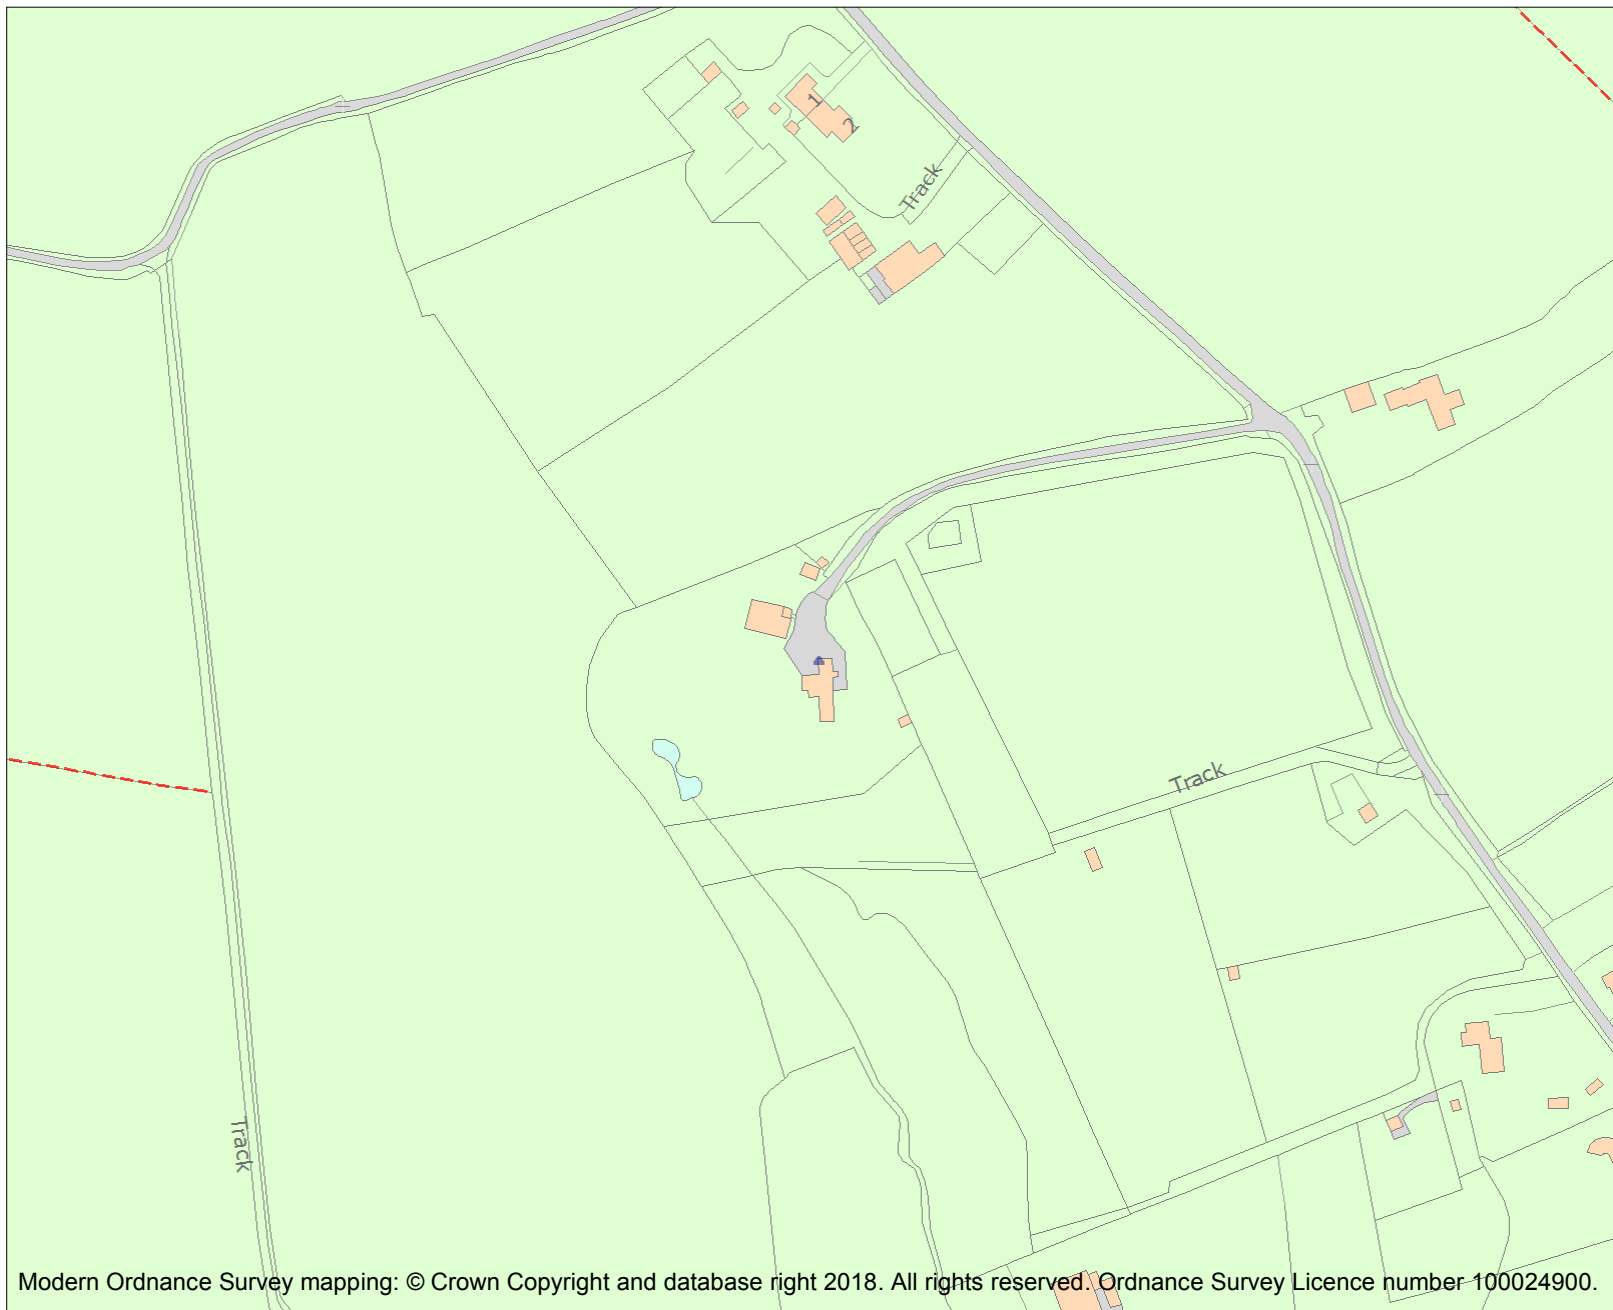 1
2
Track
Track
Track
Modern Ordnance Survey mapping: © Crown Copyright and database right 2018. All rights reserved. Ordnance Survey Licence number 100024900.